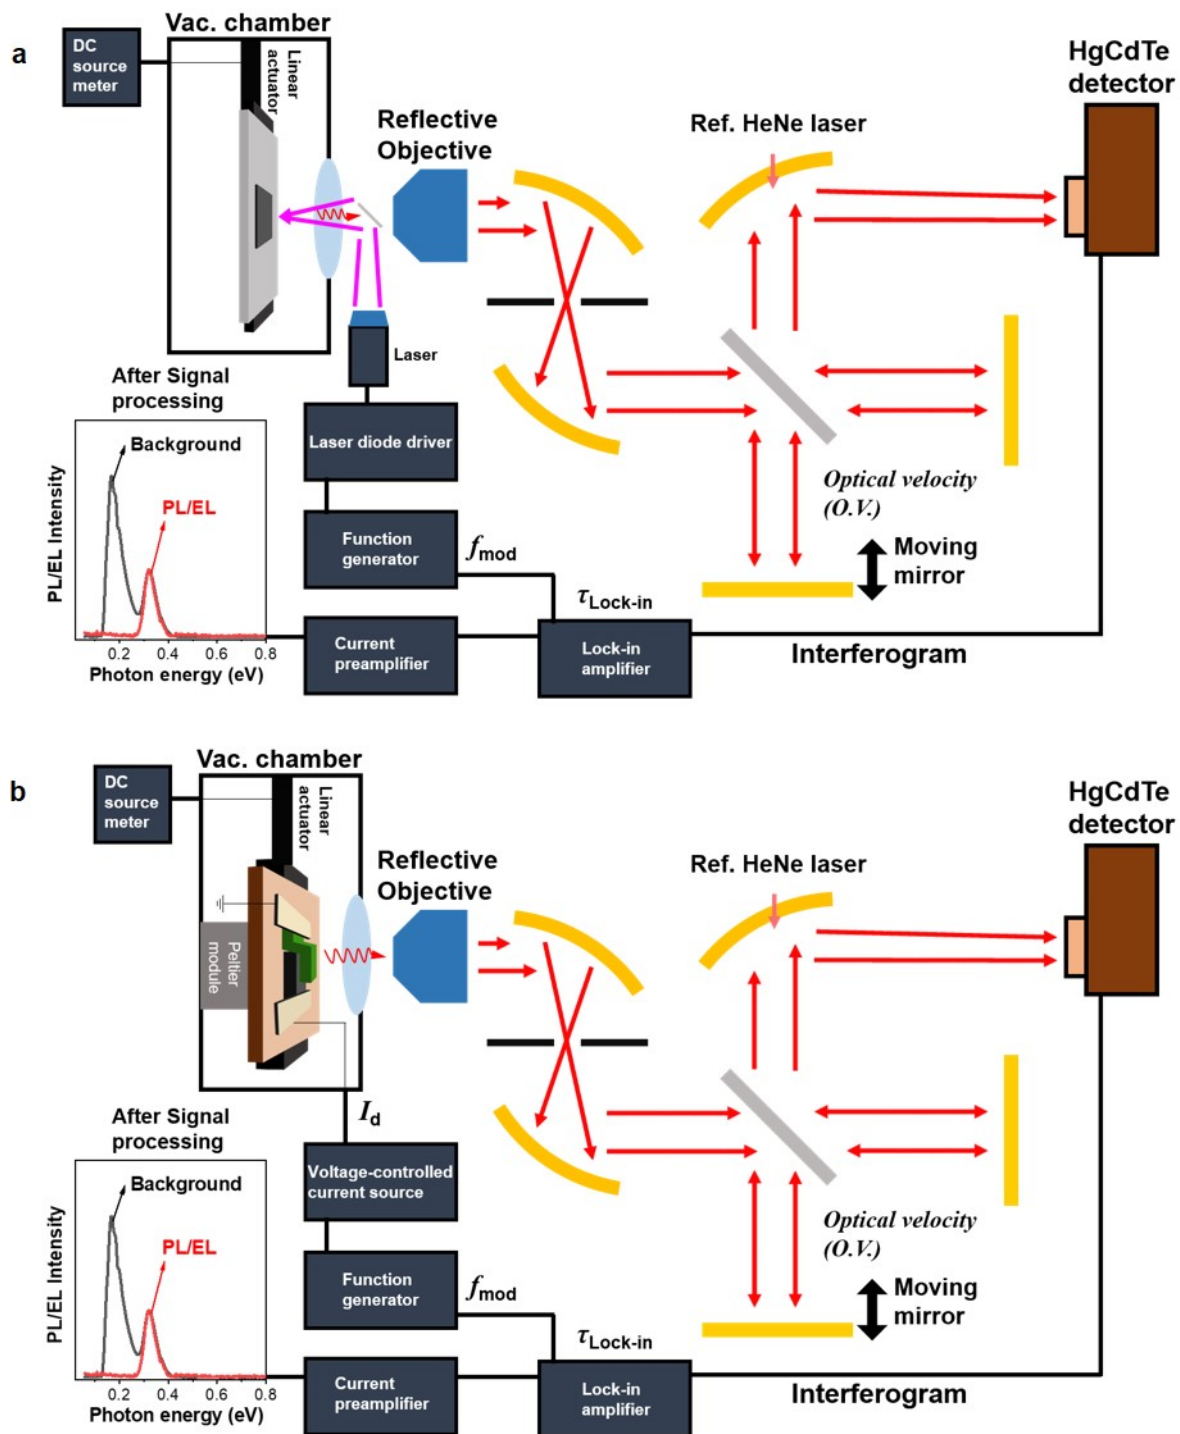 a
Vac. chamber
DC
source
meter
Linear
actuator
Reflective
Objective
Ref. HeNe laser
HgCdTe
detector
Laser
After Signal
processing
Background
PL/EL
PL/EL Intensity
0.2 0.4 0.6 0.8
Photon energy (eV)
Laser diode driver
Function
generator
f_mod
Current
preamplifier
τ_Lock-in
Lock-in
amplifier
Optical velocity
(O.V.)
Moving
mirror
Interferogram
b
Vac. chamber
DC
source
meter
Linear
actuator
Peltier
module
Reflective
Objective
Ref. HeNe laser
HgCdTe
detector
I_d
After Signal
processing
Background
PL/EL
PL/EL Intensity
0.2 0.4 0.6 0.8
Photon energy (eV)
Voltage-controlled
current source
Function
generator
f_mod
Current
preamplifier
τ_Lock-in
Lock-in
amplifier
Optical velocity
(O.V.)
Moving
mirror
Interferogram